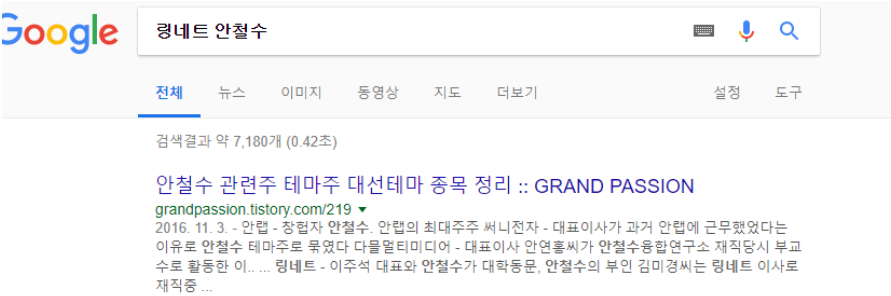 Google
링네트 안철수
전체 뉴스 이미지 동영상 지도 더보기 설정 도구
검색결과 약 7,180개 (0.42초)
안철수 관련주 테마주 대선테마 종목 정리 :: GRAND PASSION
grandpassion.tistory.com/219 ▼
2016. 11. 3. - 안랩 - 창헙자 안철수. 안랩의 최대주주 써니전자 - 대표이사가 과거 안랩에 근무했었다는
이유로 안철수 테마주로 묶였다 다믈멀티미디어 - 대표이사 안연홍씨가 안철수융합연구소 재직당시 부교
수로 활동한 이.. ... 링네트 - 이주석 대표와 안철수가 대학동문, 안철수의 부인 김미경씨는 링네트 이사로
재직중 ...